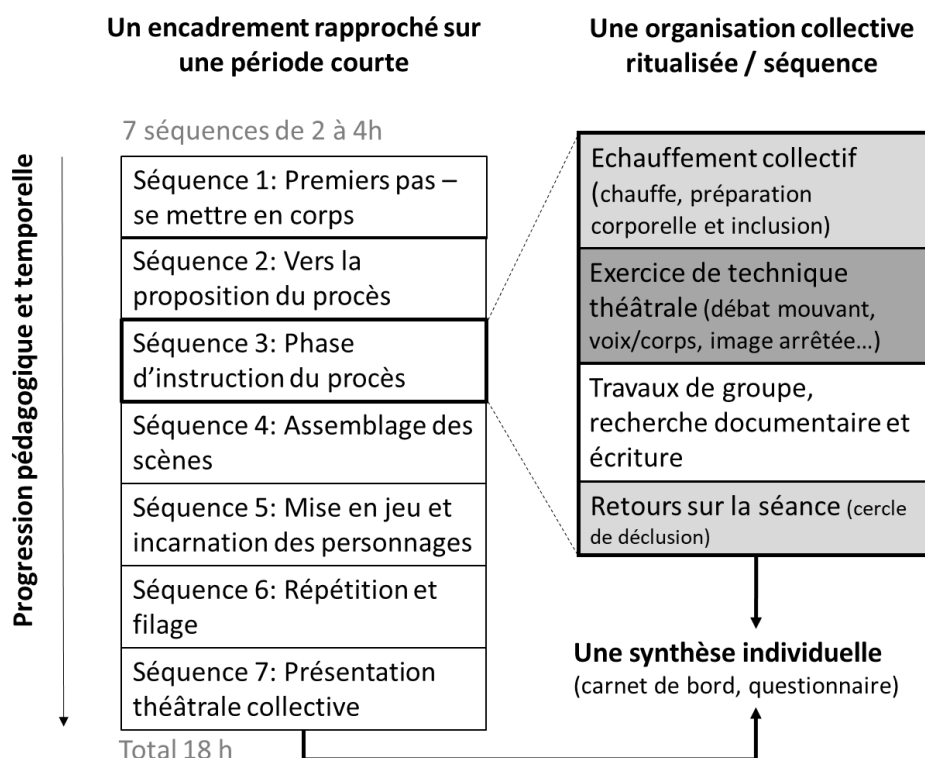 Un encadrement rapproché sur
une période courte
7 séquences de 2 à 4h
Progression pédagogique et temporelle
Séquence 1: Premiers pas –
se mettre en corps
Séquence 2: Vers la
proposition du procès
Séquence 3: Phase
d’instruction du procès
Séquence 4: Assemblage des
scènes
Séquence 5: Mise en jeu et
incarnation des personnages
Séquence 6: Répétition et
filage
Séquence 7: Présentation
théâtrale collective
Total 18 h
Une organisation collective
ritualisée / séquence
Echauffement collectif
(chauffe, préparation
corporelle et inclusion)
Exercice de technique
théâtrale (débat mouvant,
voix/corps, image arrêtée…)
Travaux de groupe,
recherche documentaire et
écriture
Retours sur la séance (cercle
de déclusion)
Une synthèse individuelle
(carnet de bord, questionnaire)